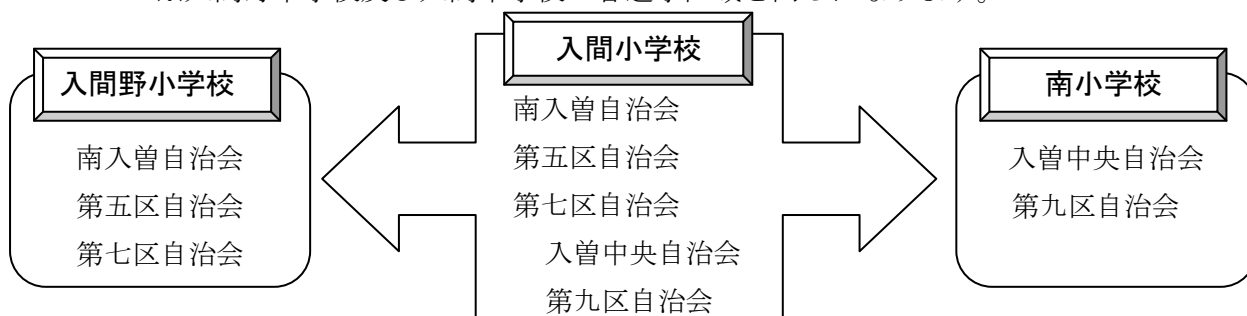 入間小学校
入間野小学校
南小学校
南入曽自治会
第五区自治会
第七区自治会
南入曽自治会
第五区自治会
第七区自治会
入曽中央自治会
第九区自治会
入曽中央自治会
第九区自治会